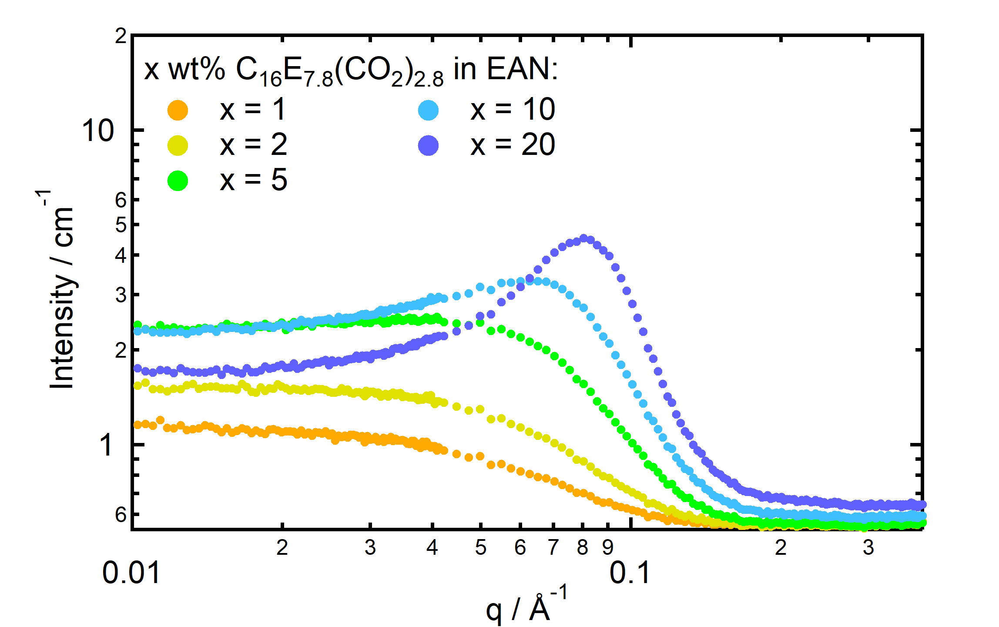 2
x wt% C₁₆E₇.₈(CO₂)₂.₈ in EAN:
x = 1
x = 10
x = 2
x = 20
x = 5
10
6
5
4
3
2
1
6
Intensity / cm⁻¹
2 3 4 5 6 7 8 9 2 3
0.01 0.1
q / Å⁻¹